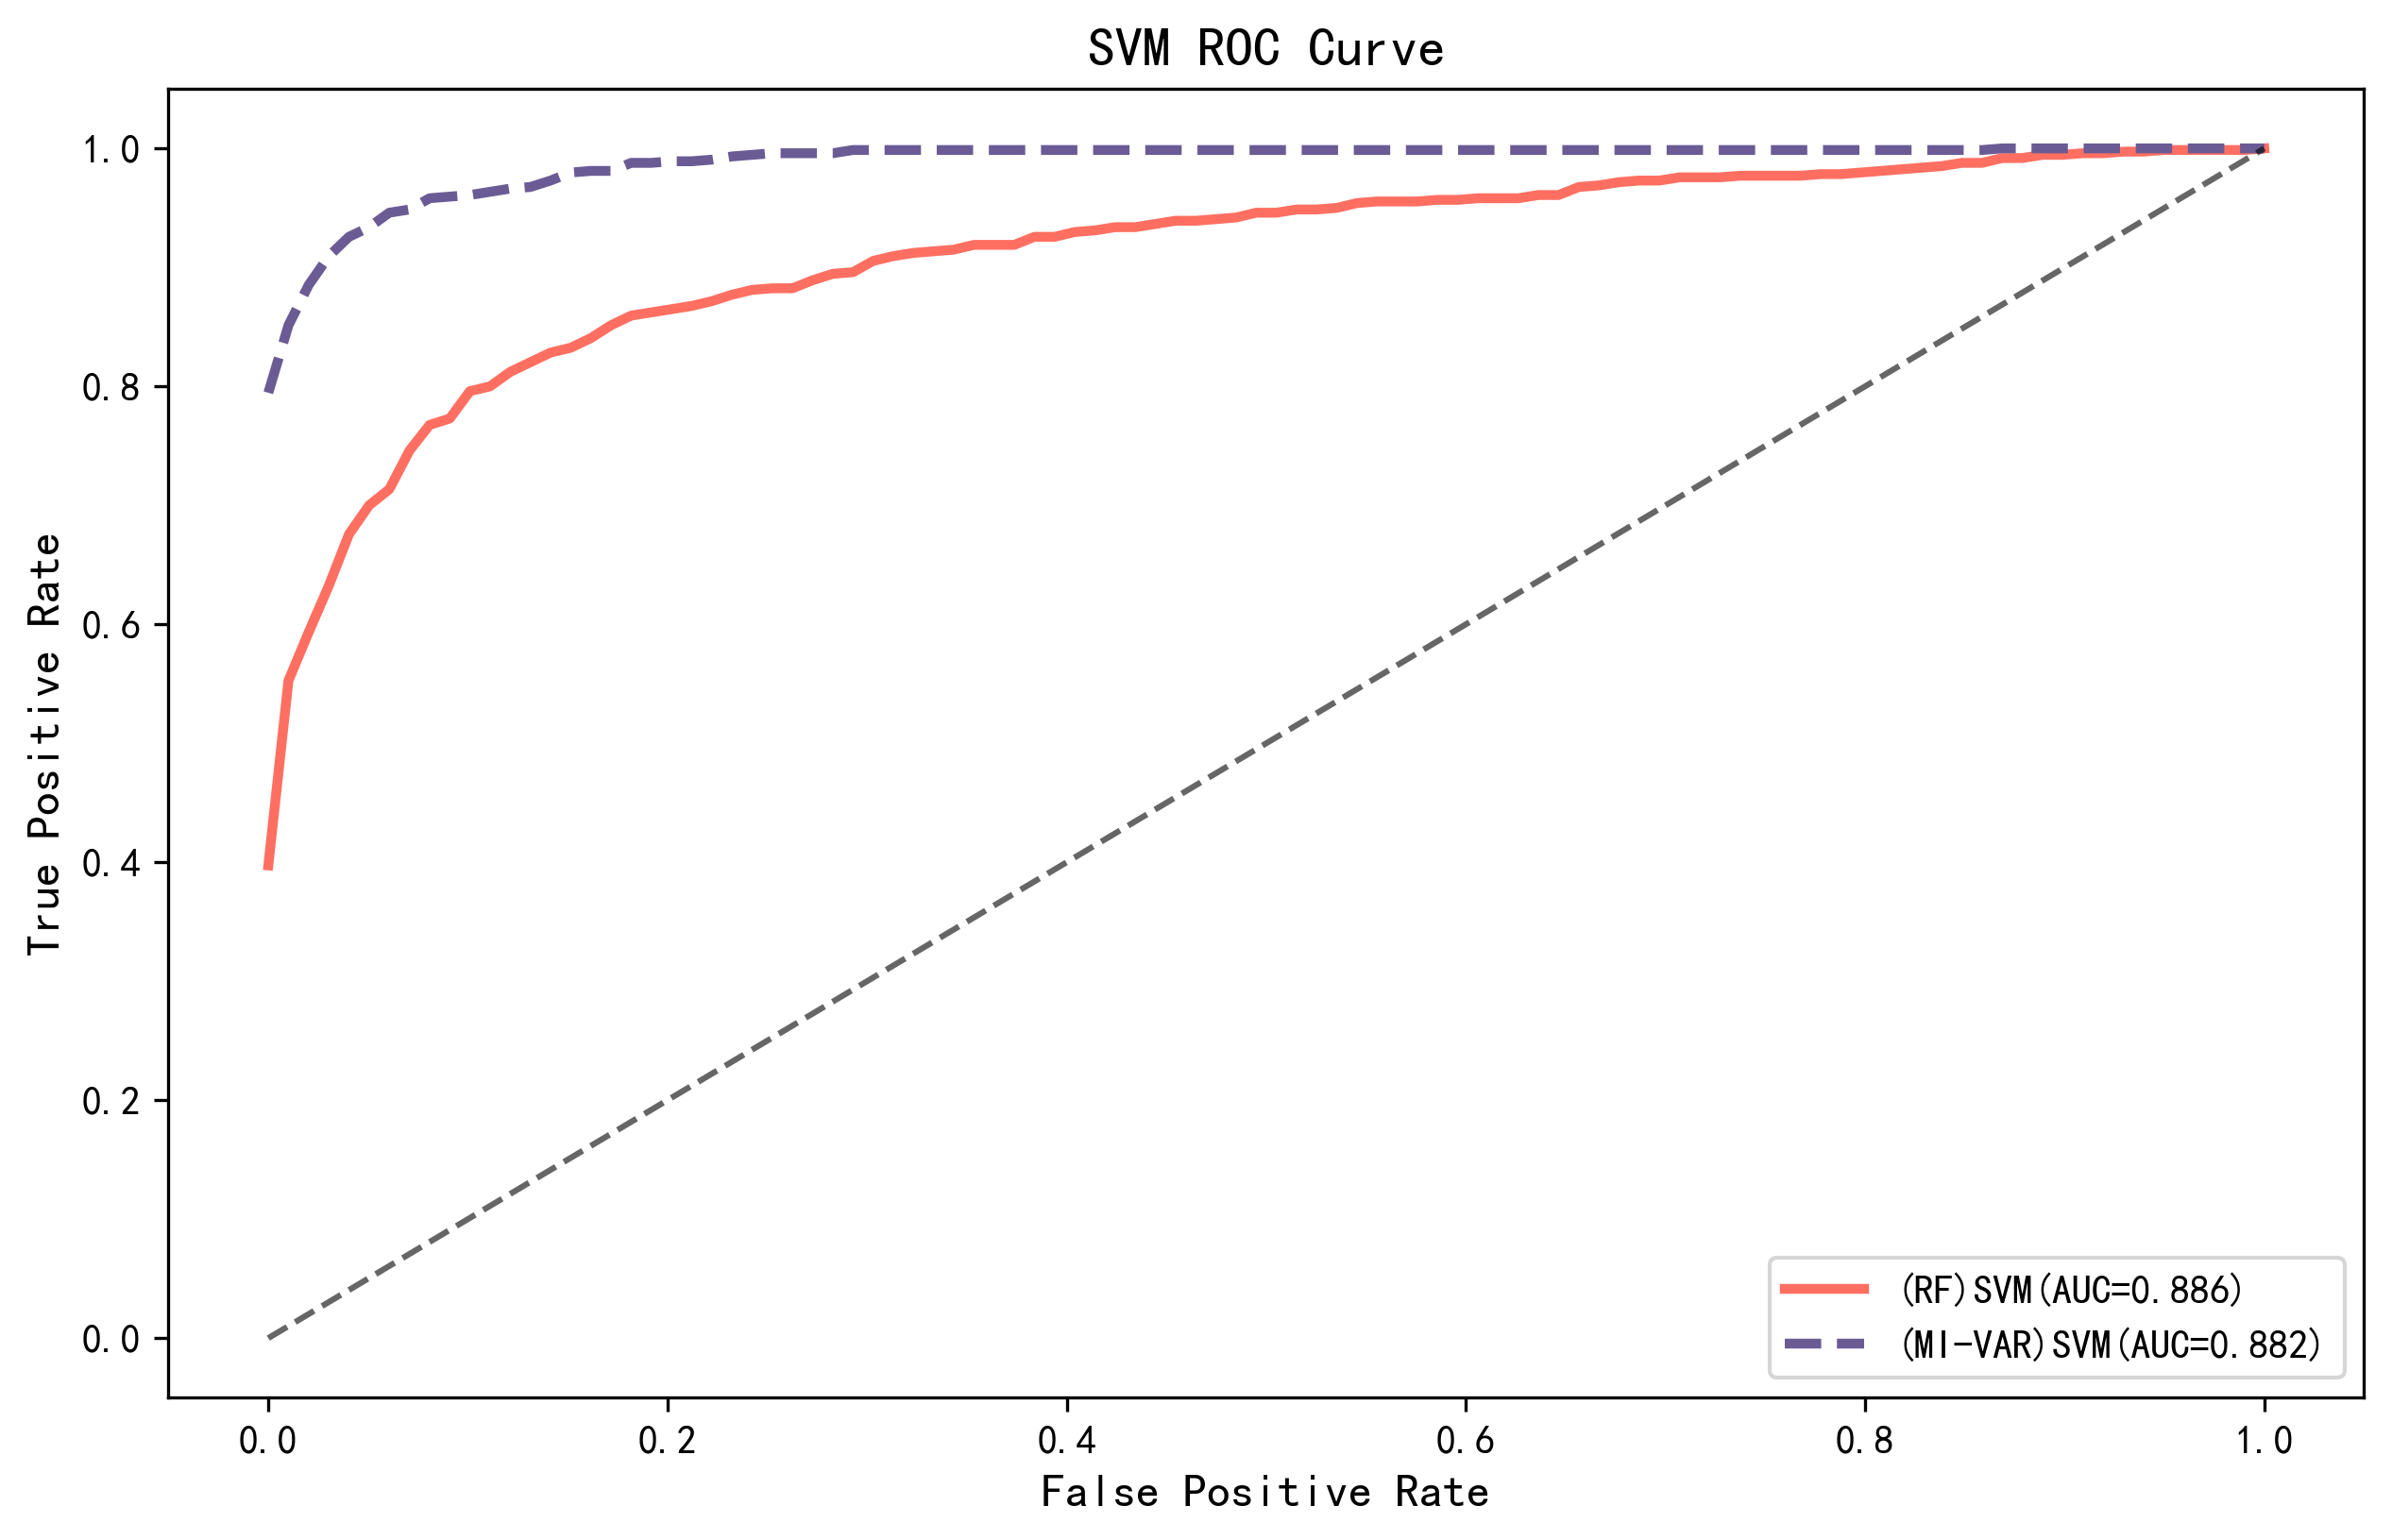 SVM ROC Curve
True Positive Rate
1.0
0.8
0.6
0.4
0.2
0.0
0.0 0.2 0.4 0.6 0.8 1.0
False Positive Rate
(RF)SVM(AUC=0.886)
(MI-VAR)SVM(AUC=0.882)